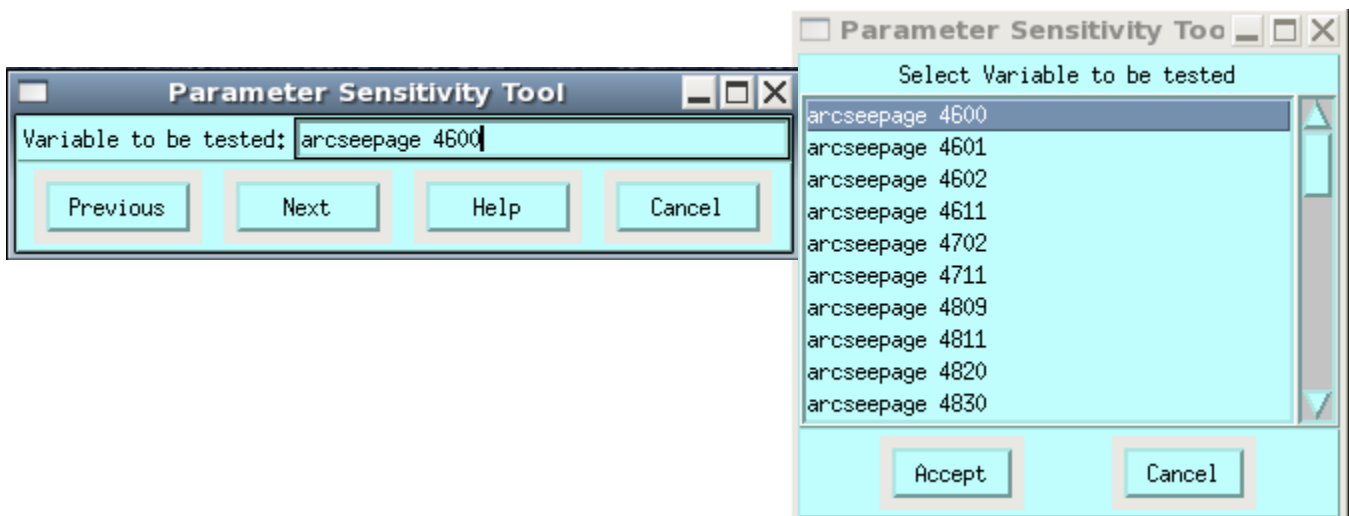 Parameter Sensitivity Tool
Variable to be tested: arcseepage 4600
Previous Next Help Cancel
Parameter Sensitivity Too
Select Variable to be tested
arcseepage 4600
arcseepage 4601
arcseepage 4602
arcseepage 4611
arcseepage 4702
arcseepage 4711
arcseepage 4809
arcseepage 4811
arcseepage 4820
arcseepage 4830
Accept Cancel